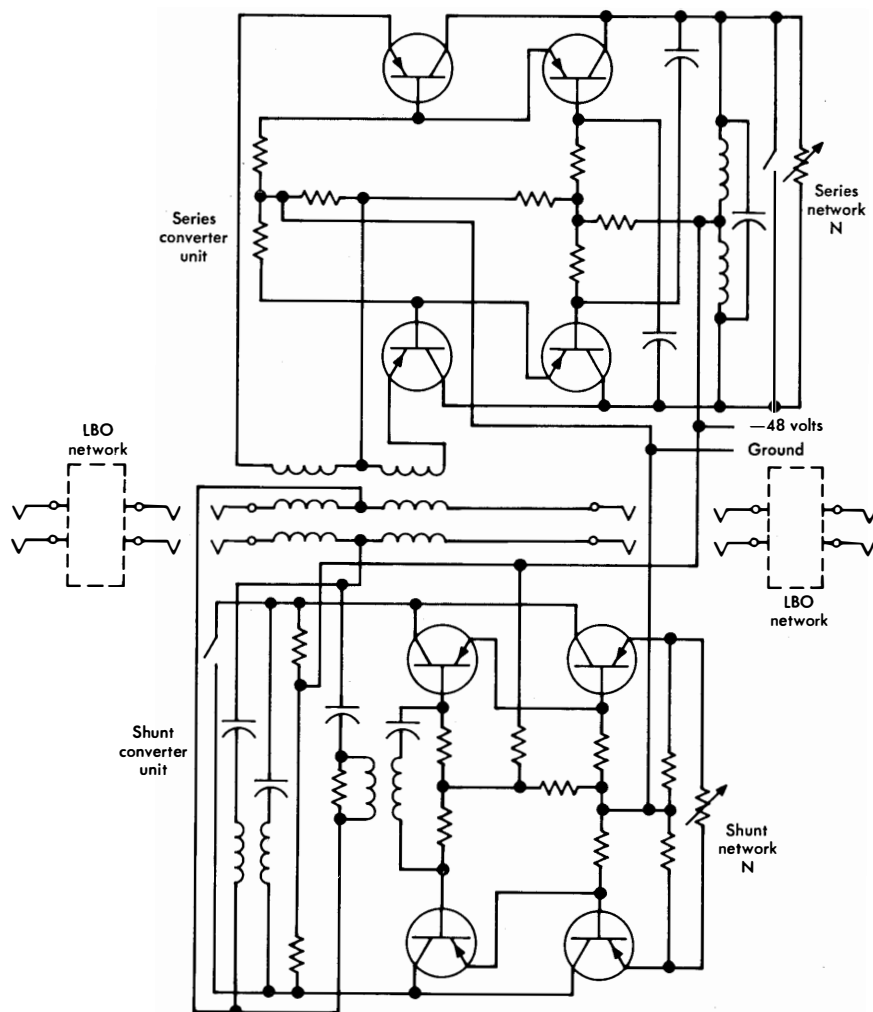 Series
network
N
Series
converter
unit
LBO
network
—48 volts
Ground
LBO
network
Shunt
converter
unit
Shunt
network
N